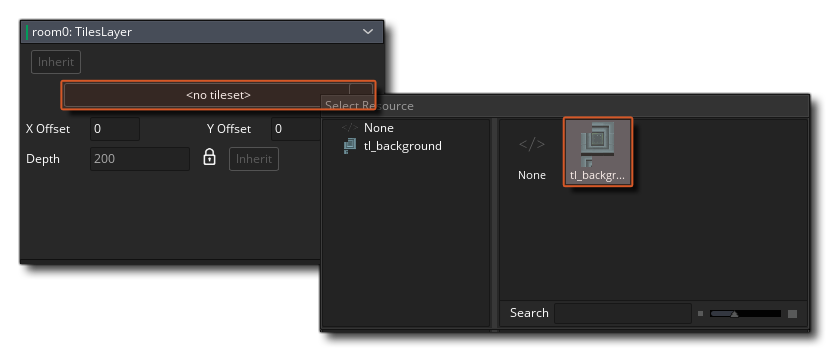 room0: TilesLayer
Inherit
<no tileset>
X Offset 0 Y Offset 0
Depth 200 Inherit
Select Resource
</> None
tl_background
</>
None
tl_backgr...
Search